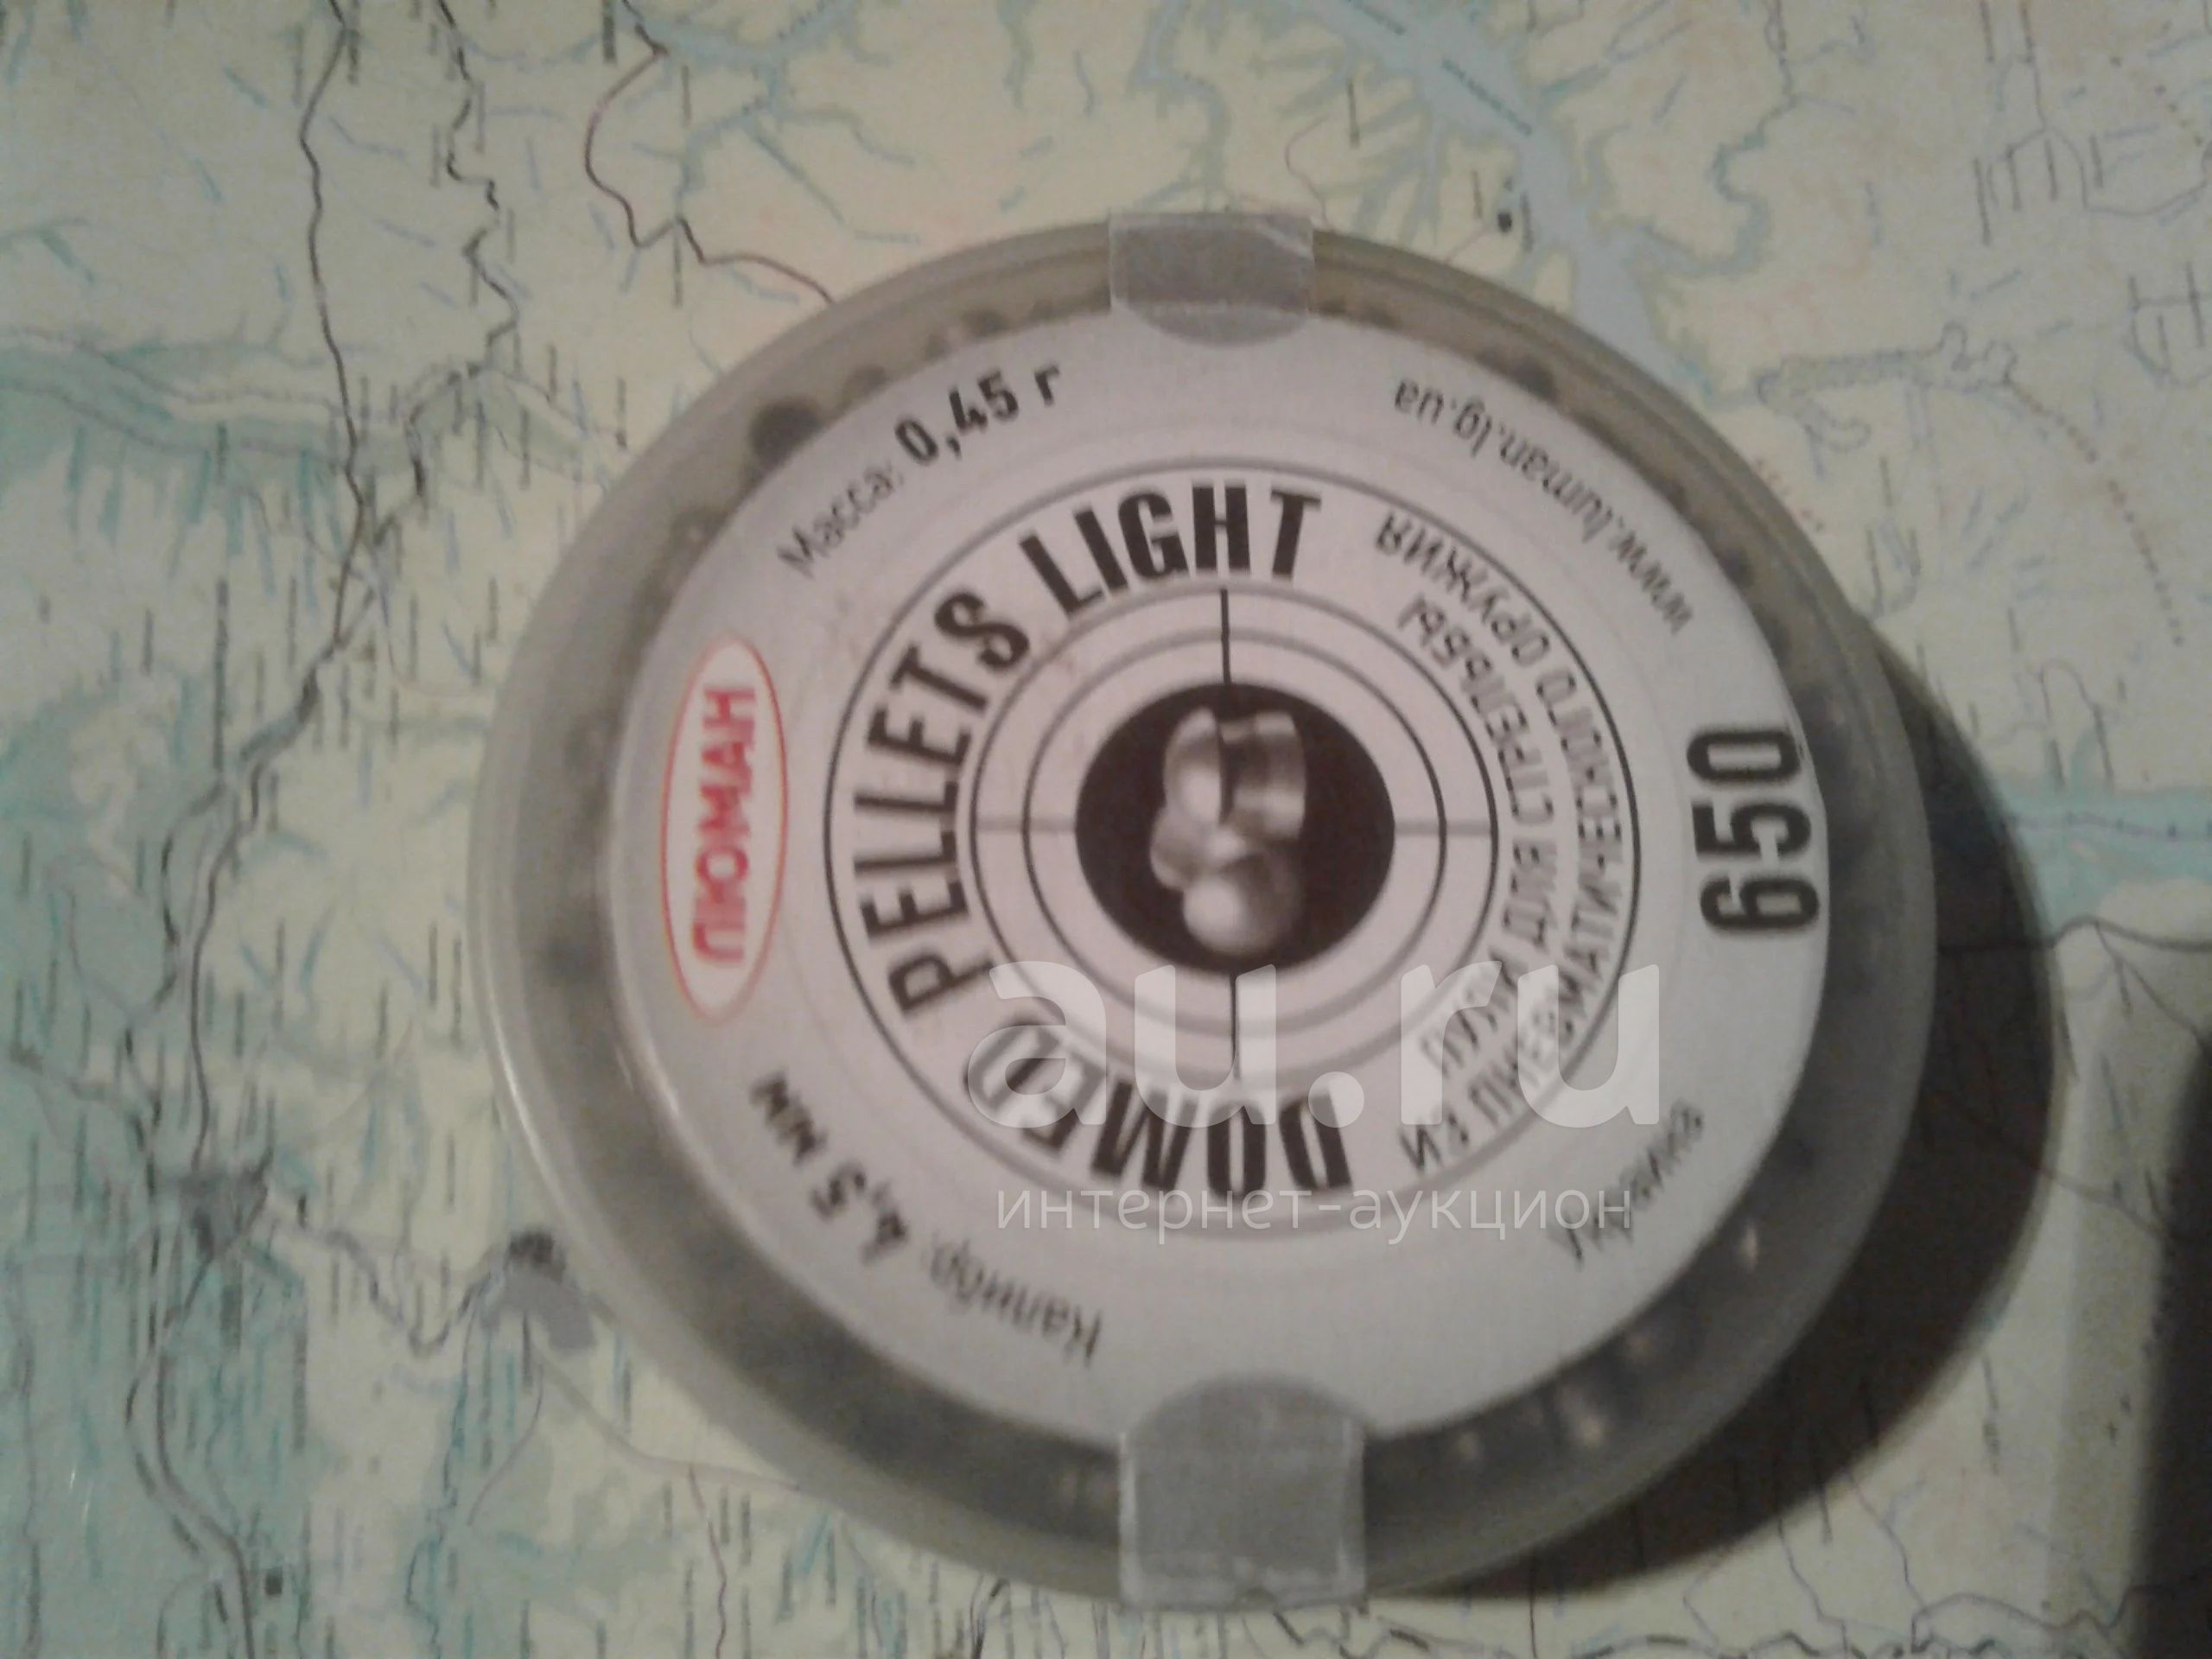 ЛЮМАН
Калибр: 4,5 мм
Масса: 0,45 г
DOMED PELLETS LIGHT
ПУЛИ ДЛЯ СТРЕЛЬБЫ
ИЗ ПНЕВМАТИЧЕСКОГО ОРУЖИЯ
Украина
650
www.luman.lg.ua
au.ru
интернет-аукцион